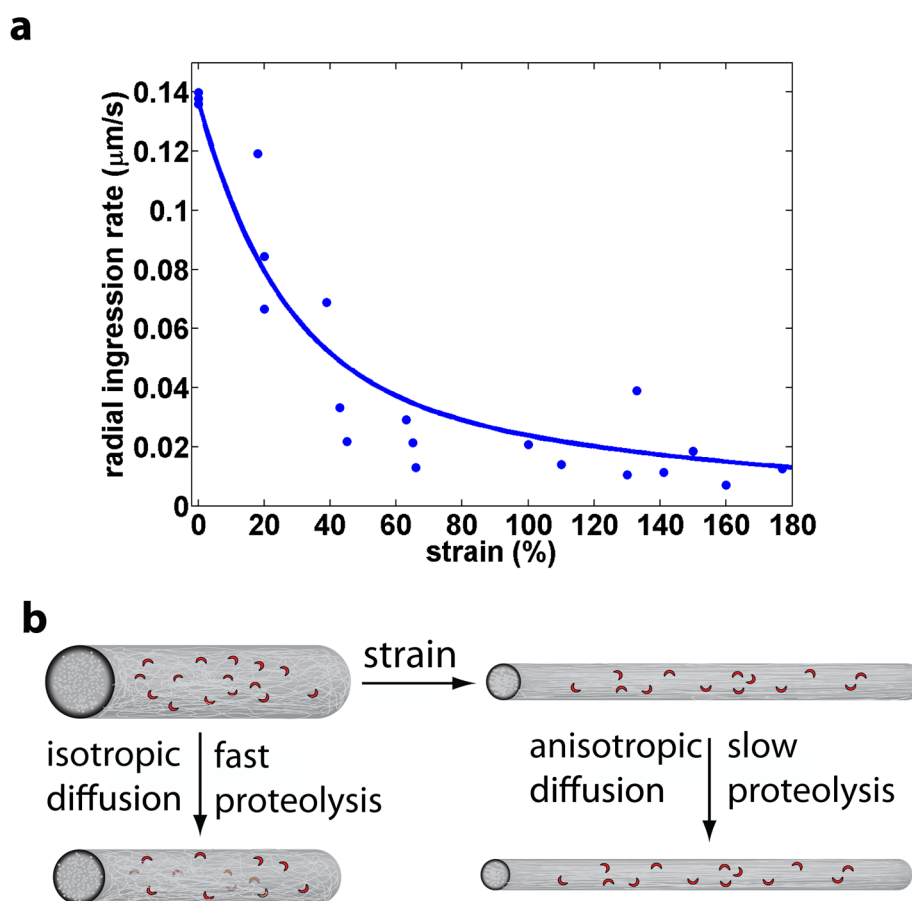 a
radial ingression rate (μm/s)
0.14
0.12
0.1
0.08
0.06
0.04
0.02
0
0 20 40 60 80 100 120 140 160 180
strain (%)
b
strain
isotropic diffusion
fast proteolysis
anisotropic diffusion
slow proteolysis